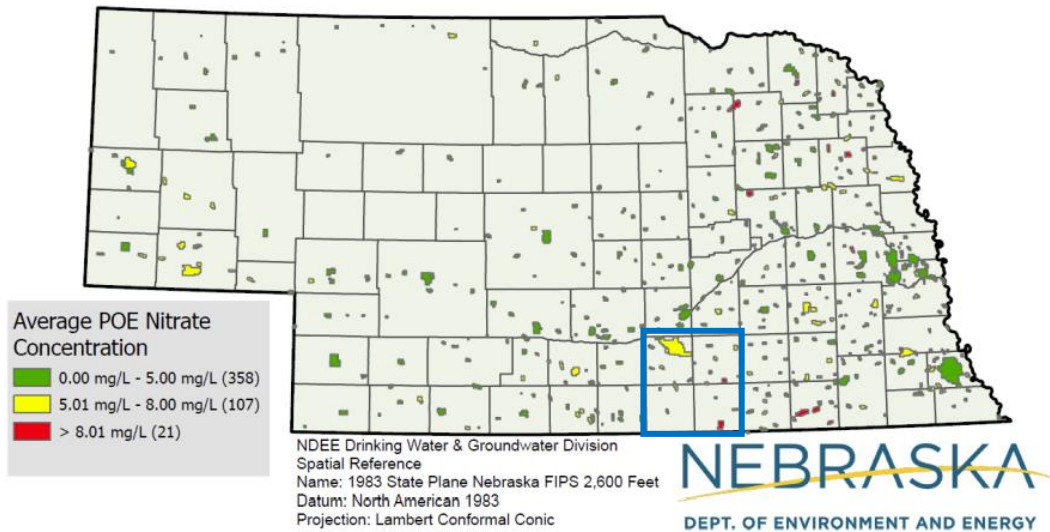 Average POE Nitrate
Concentration
0.00 mg/L - 5.00 mg/L (358)
5.01 mg/L - 8.00 mg/L (107)
> 8.01 mg/L (21)
NDEE Drinking Water & Groundwater Division
Spatial Reference
Name: 1983 State Plane Nebraska FIPS 2,600 Feet
Datum: North American 1983
Projection: Lambert Conformal Conic
NEBRASKA
DEPT. OF ENVIRONMENT AND ENERGY